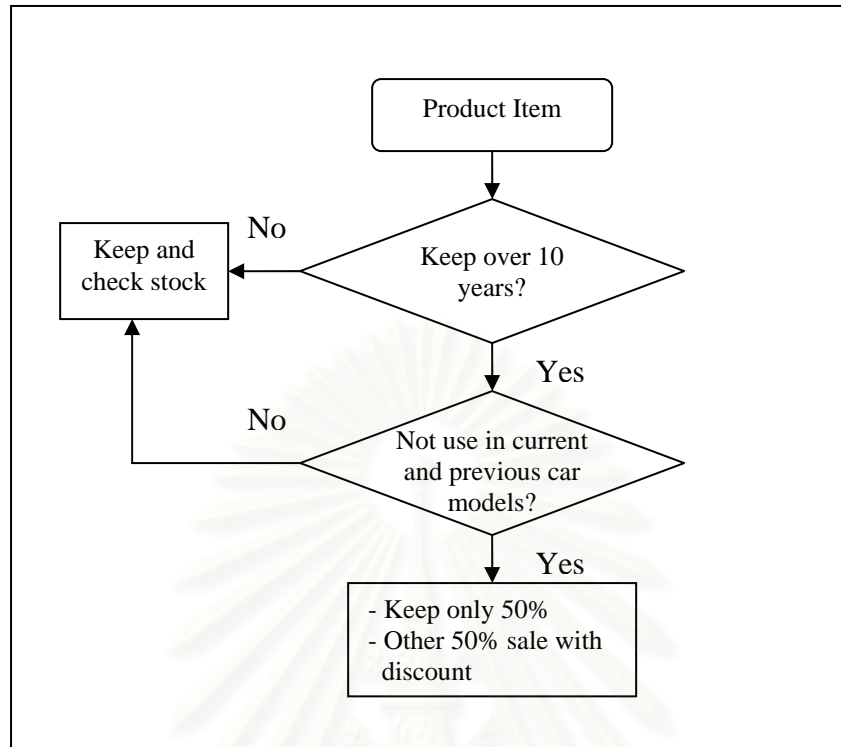 Product Item
No
Keep and
check stock
Keep over 10
years?
Yes
No
Not use in current
and previous car
models?
Yes
- Keep only 50%
- Other 50% sale with
discount